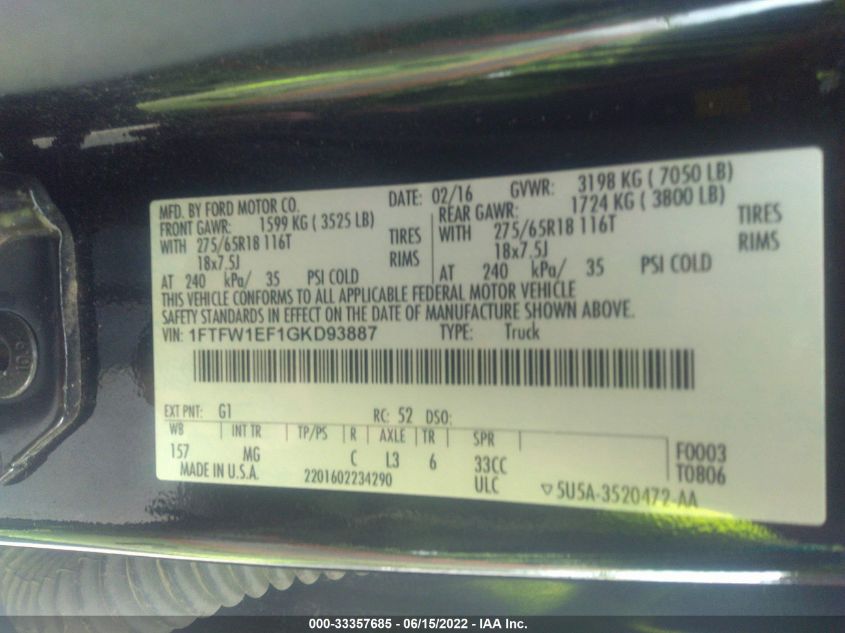 MFD. BY FORD MOTOR CO.
DATE: 02/16 GVWR: 3198 KG ( 7050 LB)
FRONT GAWR: 1599 KG ( 3525 LB)
REAR GAWR: 1724 KG ( 3800 LB)
WITH 275/65R18 116T TIRES
WITH 275/65R18 116T TIRES
18x7.5J RIMS
18x7.5J RIMS
AT 240 kPa/ 35 PSI COLD
AT 240 kPa/ 35 PSI COLD
THIS VEHICLE CONFORMS TO ALL APPLICABLE FEDERAL MOTOR VEHICLE
SAFETY STANDARDS IN EFFECT ON THE DATE OF MANUFACTURE SHOWN ABOVE.
VIN: 1FTFW1EF1GKD93887 TYPE: Truck
EXT PNT: G1 RC: 52 DSO:
WB INT TR TP/PS R AXLE TR SPR
157 MG C L3 6 33CC
F0003
MADE IN U.S.A. 2201602234290 ULC
T0806
▽5U5A-3520472-AA
000-33357685 - 06/15/2022 - IAA Inc.